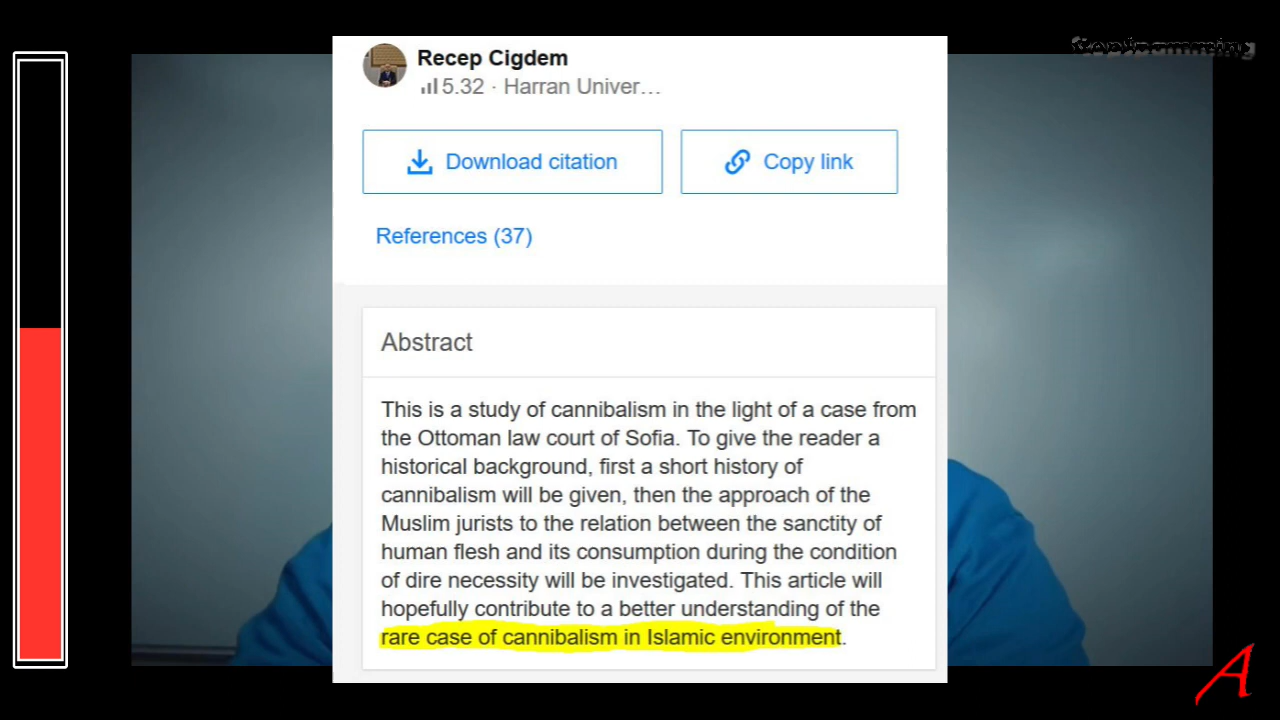 Recep Cigdem
5.32 · Harran Univer...
Download citation
Copy link
References (37)
Abstract
This is a study of cannibalism in the light of a case from
the Ottoman law court of Sofia. To give the reader a
historical background, first a short history of
cannibalism will be given, then the approach of the
Muslim jurists to the relation between the sanctity of
human flesh and its consumption during the condition
of dire necessity will be investigated. This article will
hopefully contribute to a better understanding of the
rare case of cannibalism in Islamic environment.
A